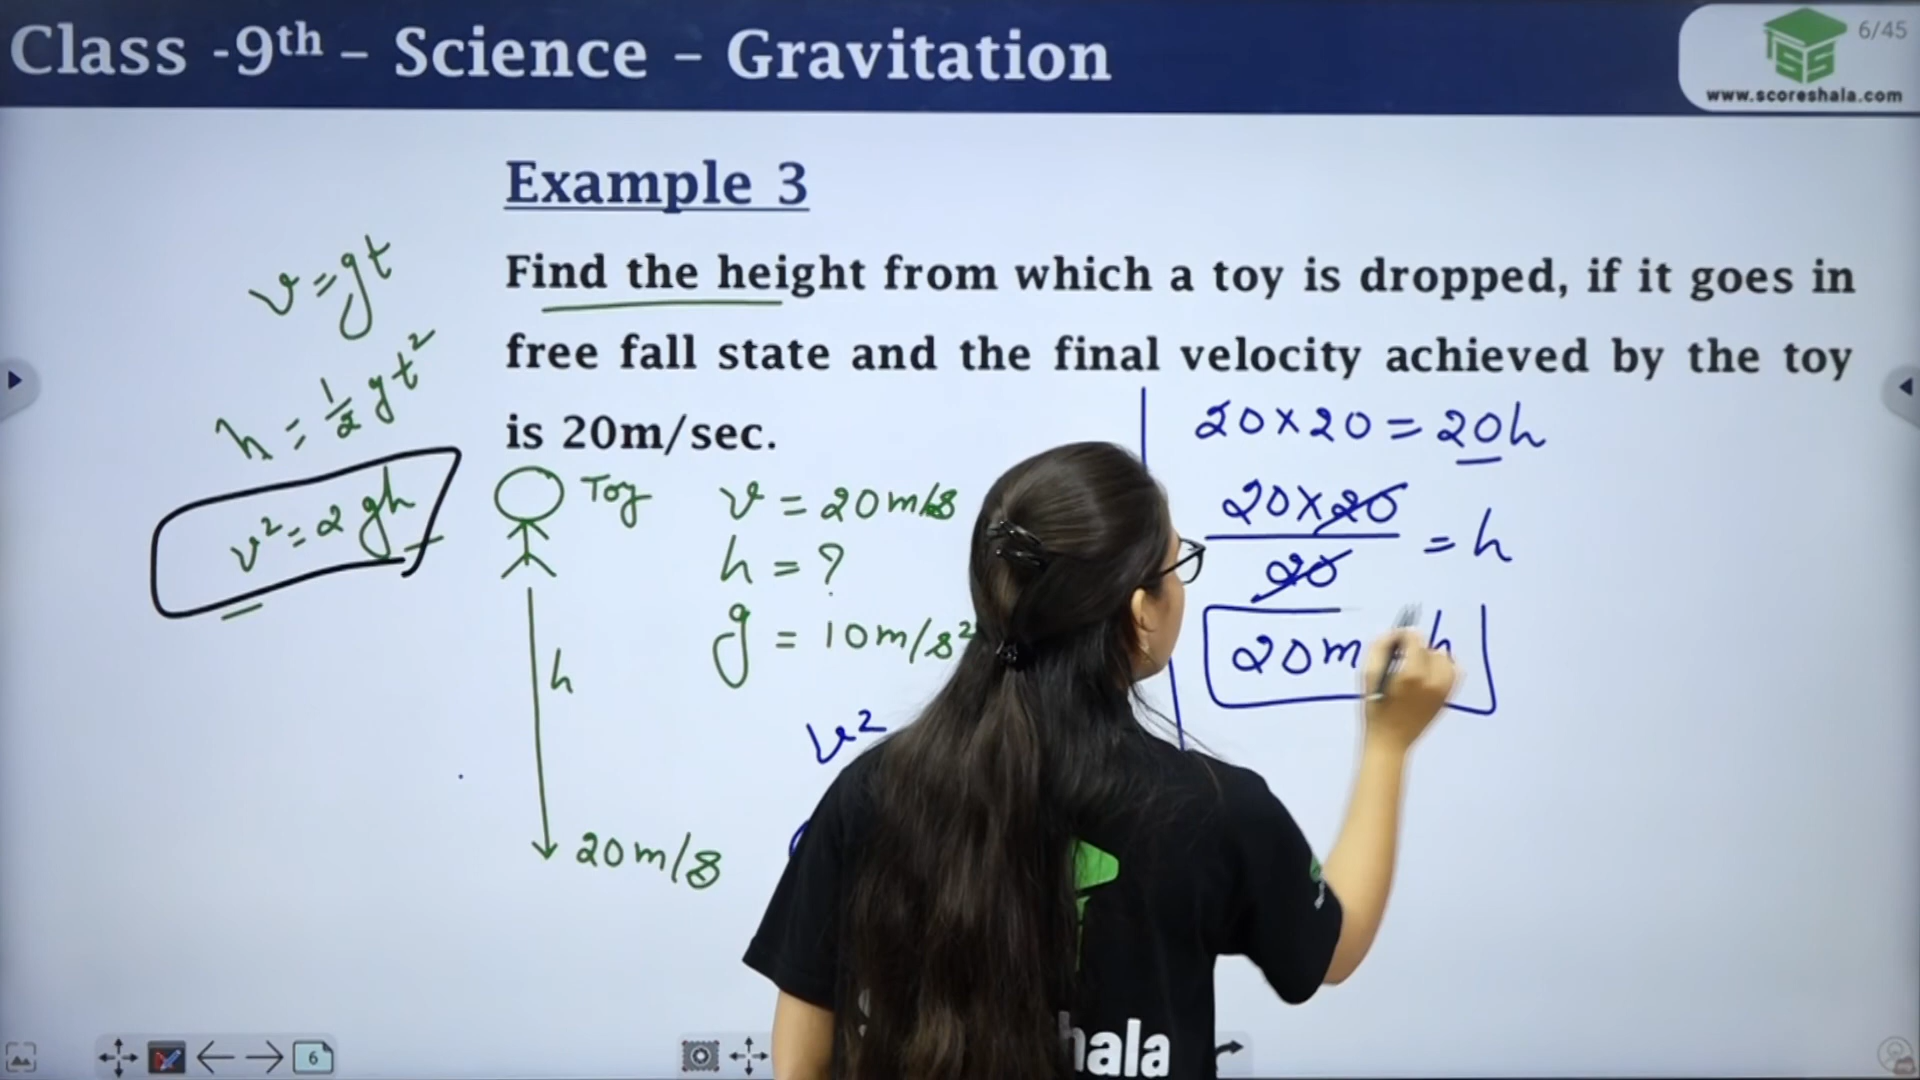 Class -9th – Science – Gravitation
6/45
www.scoreshala.com
Example 3
Find the height from which a toy is dropped, if it goes in
free fall state and the final velocity achieved by the toy
is 20m/sec.
v = gt
h = 1/2 gt²
v² = 2gh
Toy
h
20m/s
v = 20m/s
h = ?
g = 10m/s²
v²
20×20 = 20h
20×20/20 = h
20m h
6
hala